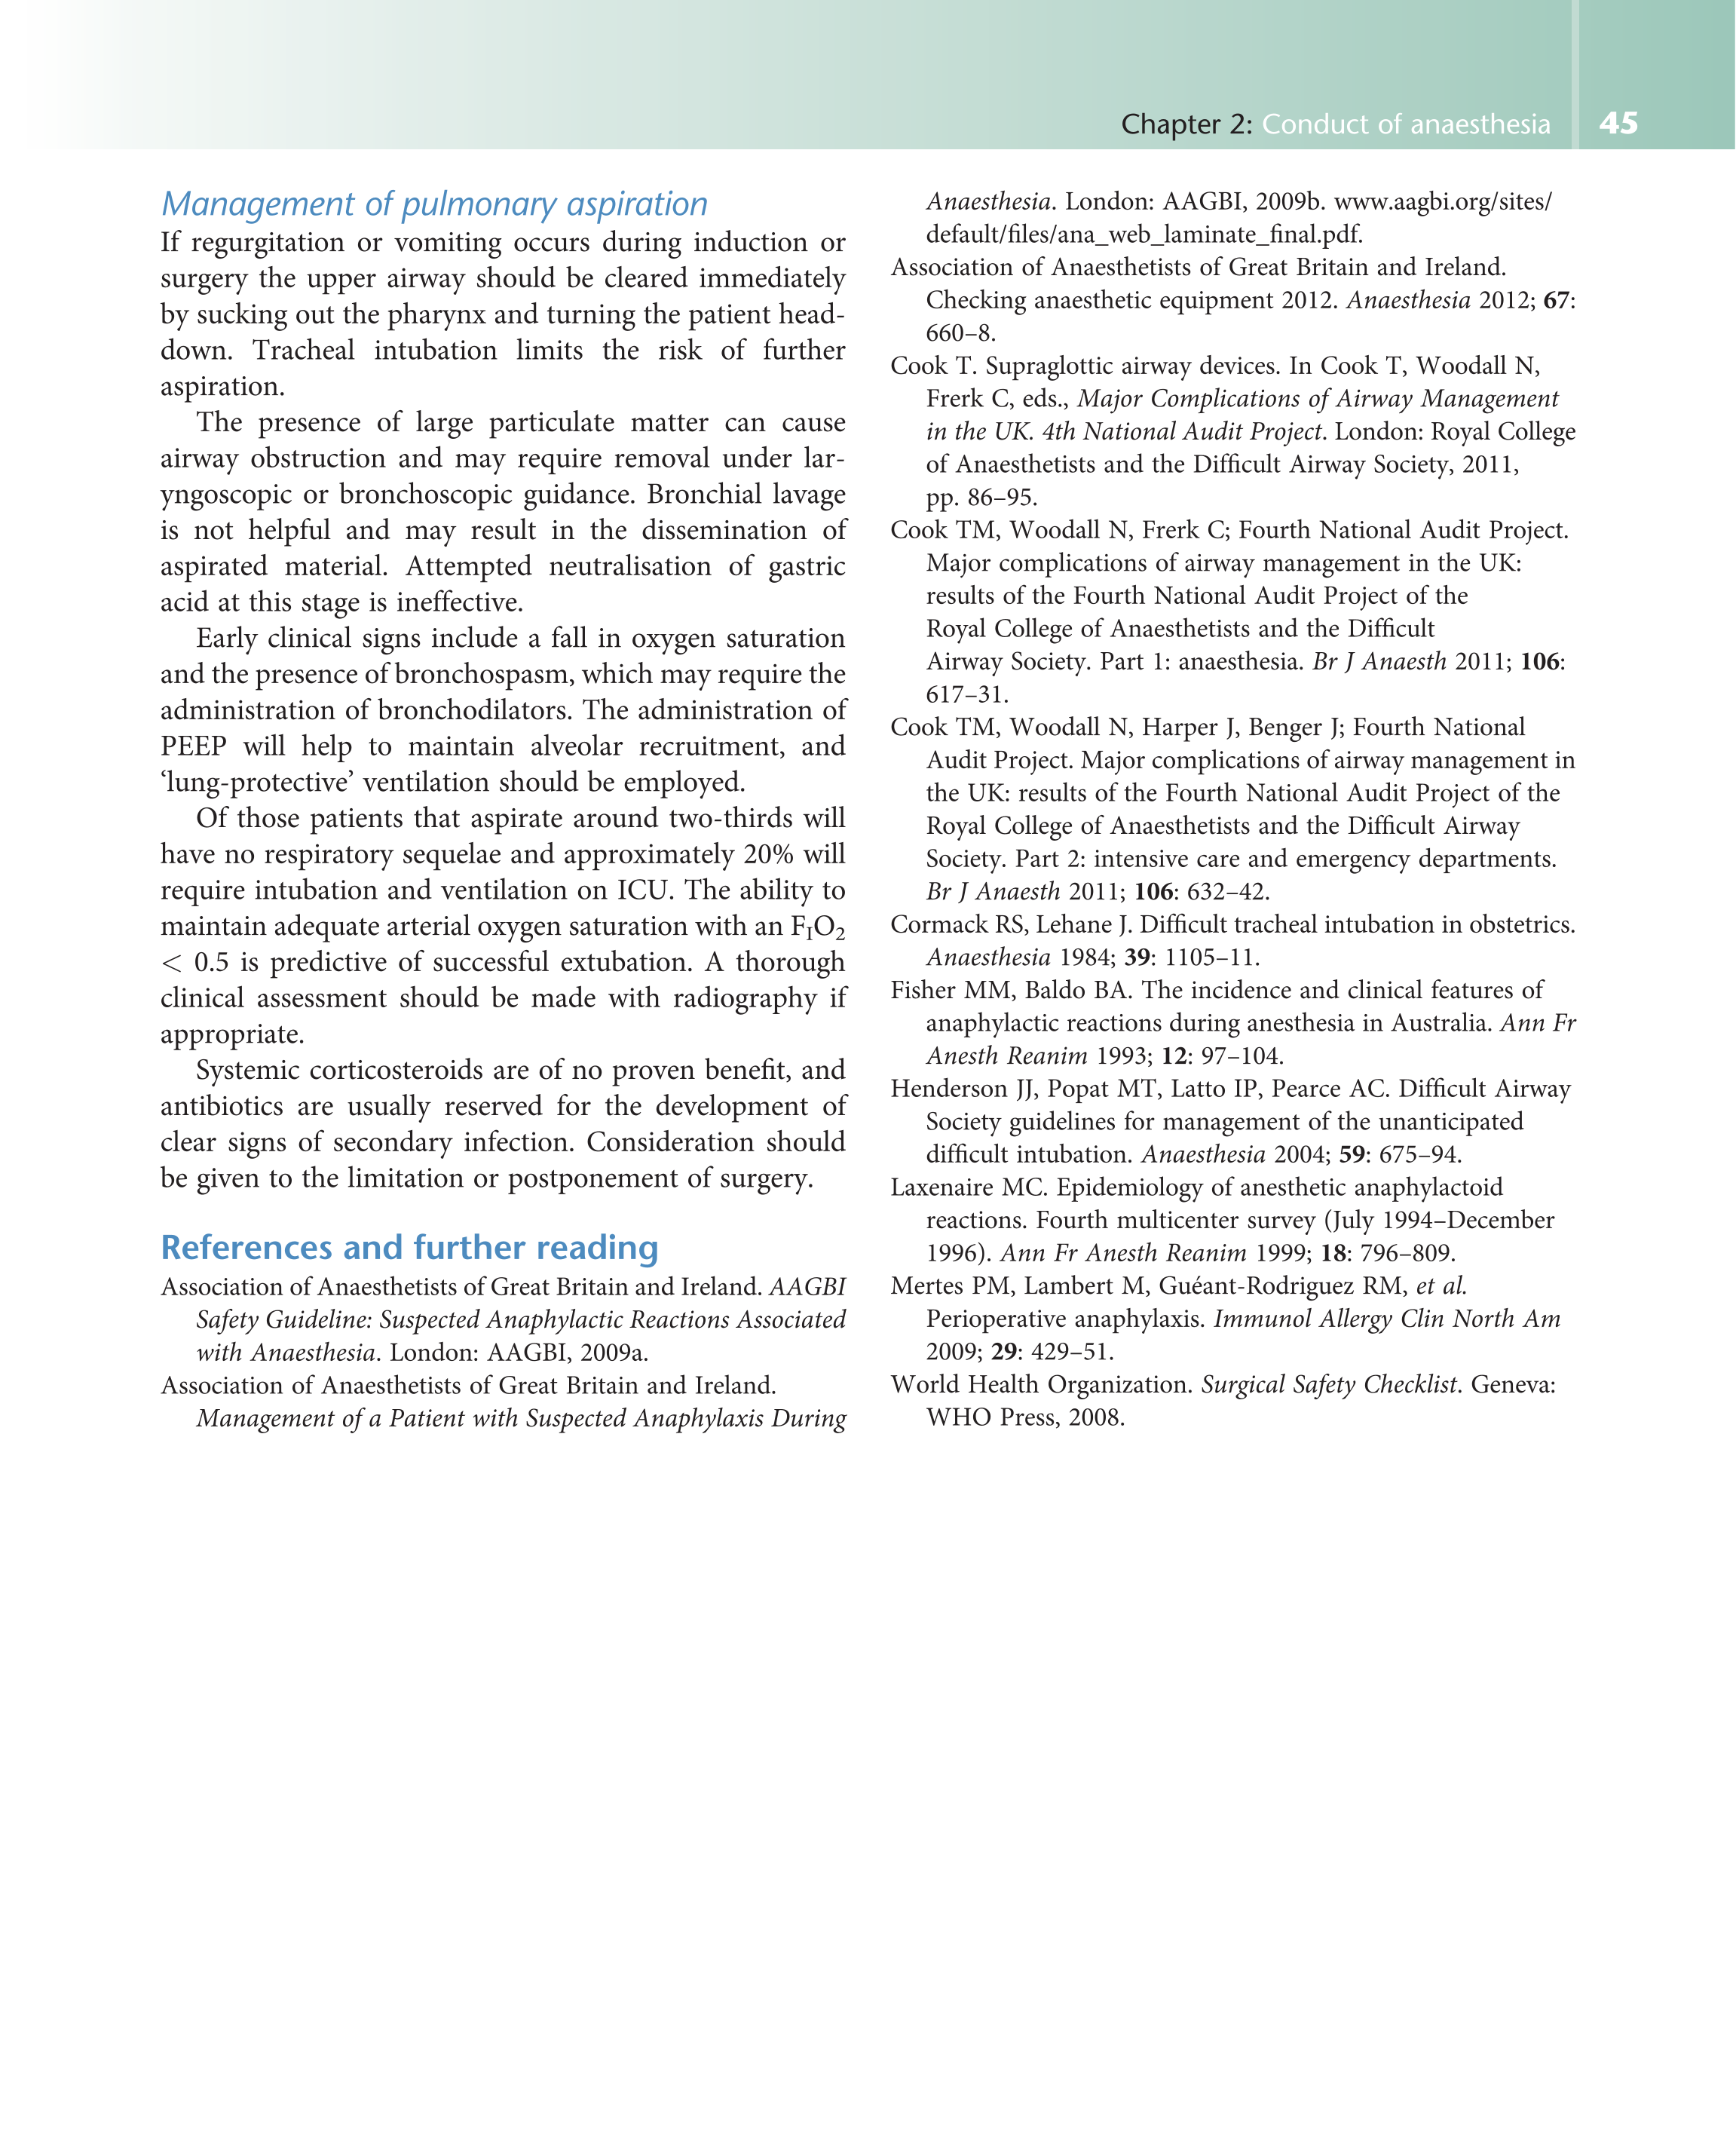 Chapter 2: Conduct of anaesthesia 45
Management of pulmonary aspiration
If regurgitation or vomiting occurs during induction or
surgery the upper airway should be cleared immediately
by sucking out the pharynx and turning the patient head-
down. Tracheal intubation limits the risk of further
aspiration.
The presence of large particulate matter can cause
airway obstruction and may require removal under lar-
yngoscopic or bronchoscopic guidance. Bronchial lavage
is not helpful and may result in the dissemination of
aspirated material. Attempted neutralisation of gastric
acid at this stage is ineffective.
Early clinical signs include a fall in oxygen saturation
and the presence of bronchospasm, which may require the
administration of bronchodilators. The administration of
PEEP will help to maintain alveolar recruitment, and
‘lung-protective’ ventilation should be employed.
Of those patients that aspirate around two-thirds will
have no respiratory sequelae and approximately 20% will
require intubation and ventilation on ICU. The ability to
maintain adequate arterial oxygen saturation with an FIO2
< 0.5 is predictive of successful extubation. A thorough
clinical assessment should be made with radiography if
appropriate.
Systemic corticosteroids are of no proven benefit, and
antibiotics are usually reserved for the development of
clear signs of secondary infection. Consideration should
be given to the limitation or postponement of surgery.
References and further reading
Association of Anaesthetists of Great Britain and Ireland. AAGBI
Safety Guideline: Suspected Anaphylactic Reactions Associated
with Anaesthesia. London: AAGBI, 2009a.
Association of Anaesthetists of Great Britain and Ireland.
Management of a Patient with Suspected Anaphylaxis During
Anaesthesia. London: AAGBI, 2009b. www.aagbi.org/sites/
default/files/ana_web_laminate_final.pdf.
Association of Anaesthetists of Great Britain and Ireland.
Checking anaesthetic equipment 2012. Anaesthesia 2012; 67:
660–8.
Cook T. Supraglottic airway devices. In Cook T, Woodall N,
Frerk C, eds., Major Complications of Airway Management
in the UK. 4th National Audit Project. London: Royal College
of Anaesthetists and the Difficult Airway Society, 2011,
pp. 86–95.
Cook TM, Woodall N, Frerk C; Fourth National Audit Project.
Major complications of airway management in the UK:
results of the Fourth National Audit Project of the
Royal College of Anaesthetists and the Difficult
Airway Society. Part 1: anaesthesia. Br J Anaesth 2011; 106:
617–31.
Cook TM, Woodall N, Harper J, Benger J; Fourth National
Audit Project. Major complications of airway management in
the UK: results of the Fourth National Audit Project of the
Royal College of Anaesthetists and the Difficult Airway
Society. Part 2: intensive care and emergency departments.
Br J Anaesth 2011; 106: 632–42.
Cormack RS, Lehane J. Difficult tracheal intubation in obstetrics.
Anaesthesia 1984; 39: 1105–11.
Fisher MM, Baldo BA. The incidence and clinical features of
anaphylactic reactions during anesthesia in Australia. Ann Fr
Anesth Reanim 1993; 12: 97–104.
Henderson JJ, Popat MT, Latto IP, Pearce AC. Difficult Airway
Society guidelines for management of the unanticipated
difficult intubation. Anaesthesia 2004; 59: 675–94.
Laxenaire MC. Epidemiology of anesthetic anaphylactoid
reactions. Fourth multicenter survey (July 1994–December
1996). Ann Fr Anesth Reanim 1999; 18: 796–809.
Mertes PM, Lambert M, Guéant-Rodriguez RM, et al.
Perioperative anaphylaxis. Immunol Allergy Clin North Am
2009; 29: 429–51.
World Health Organization. Surgical Safety Checklist. Geneva:
WHO Press, 2008.